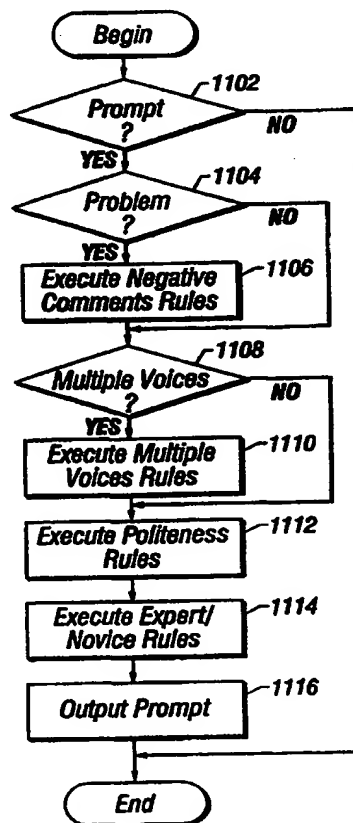 Begin
1102
Prompt
?
NO
YES
1104
Problem
?
NO
YES
1106
Execute Negative
Comments Rules
1108
Multiple Voices
?
NO
YES
1110
Execute Multiple
Voices Rules
1112
Execute Politeness
Rules
1114
Execute Expert/
Novice Rules
1116
Output Prompt
End